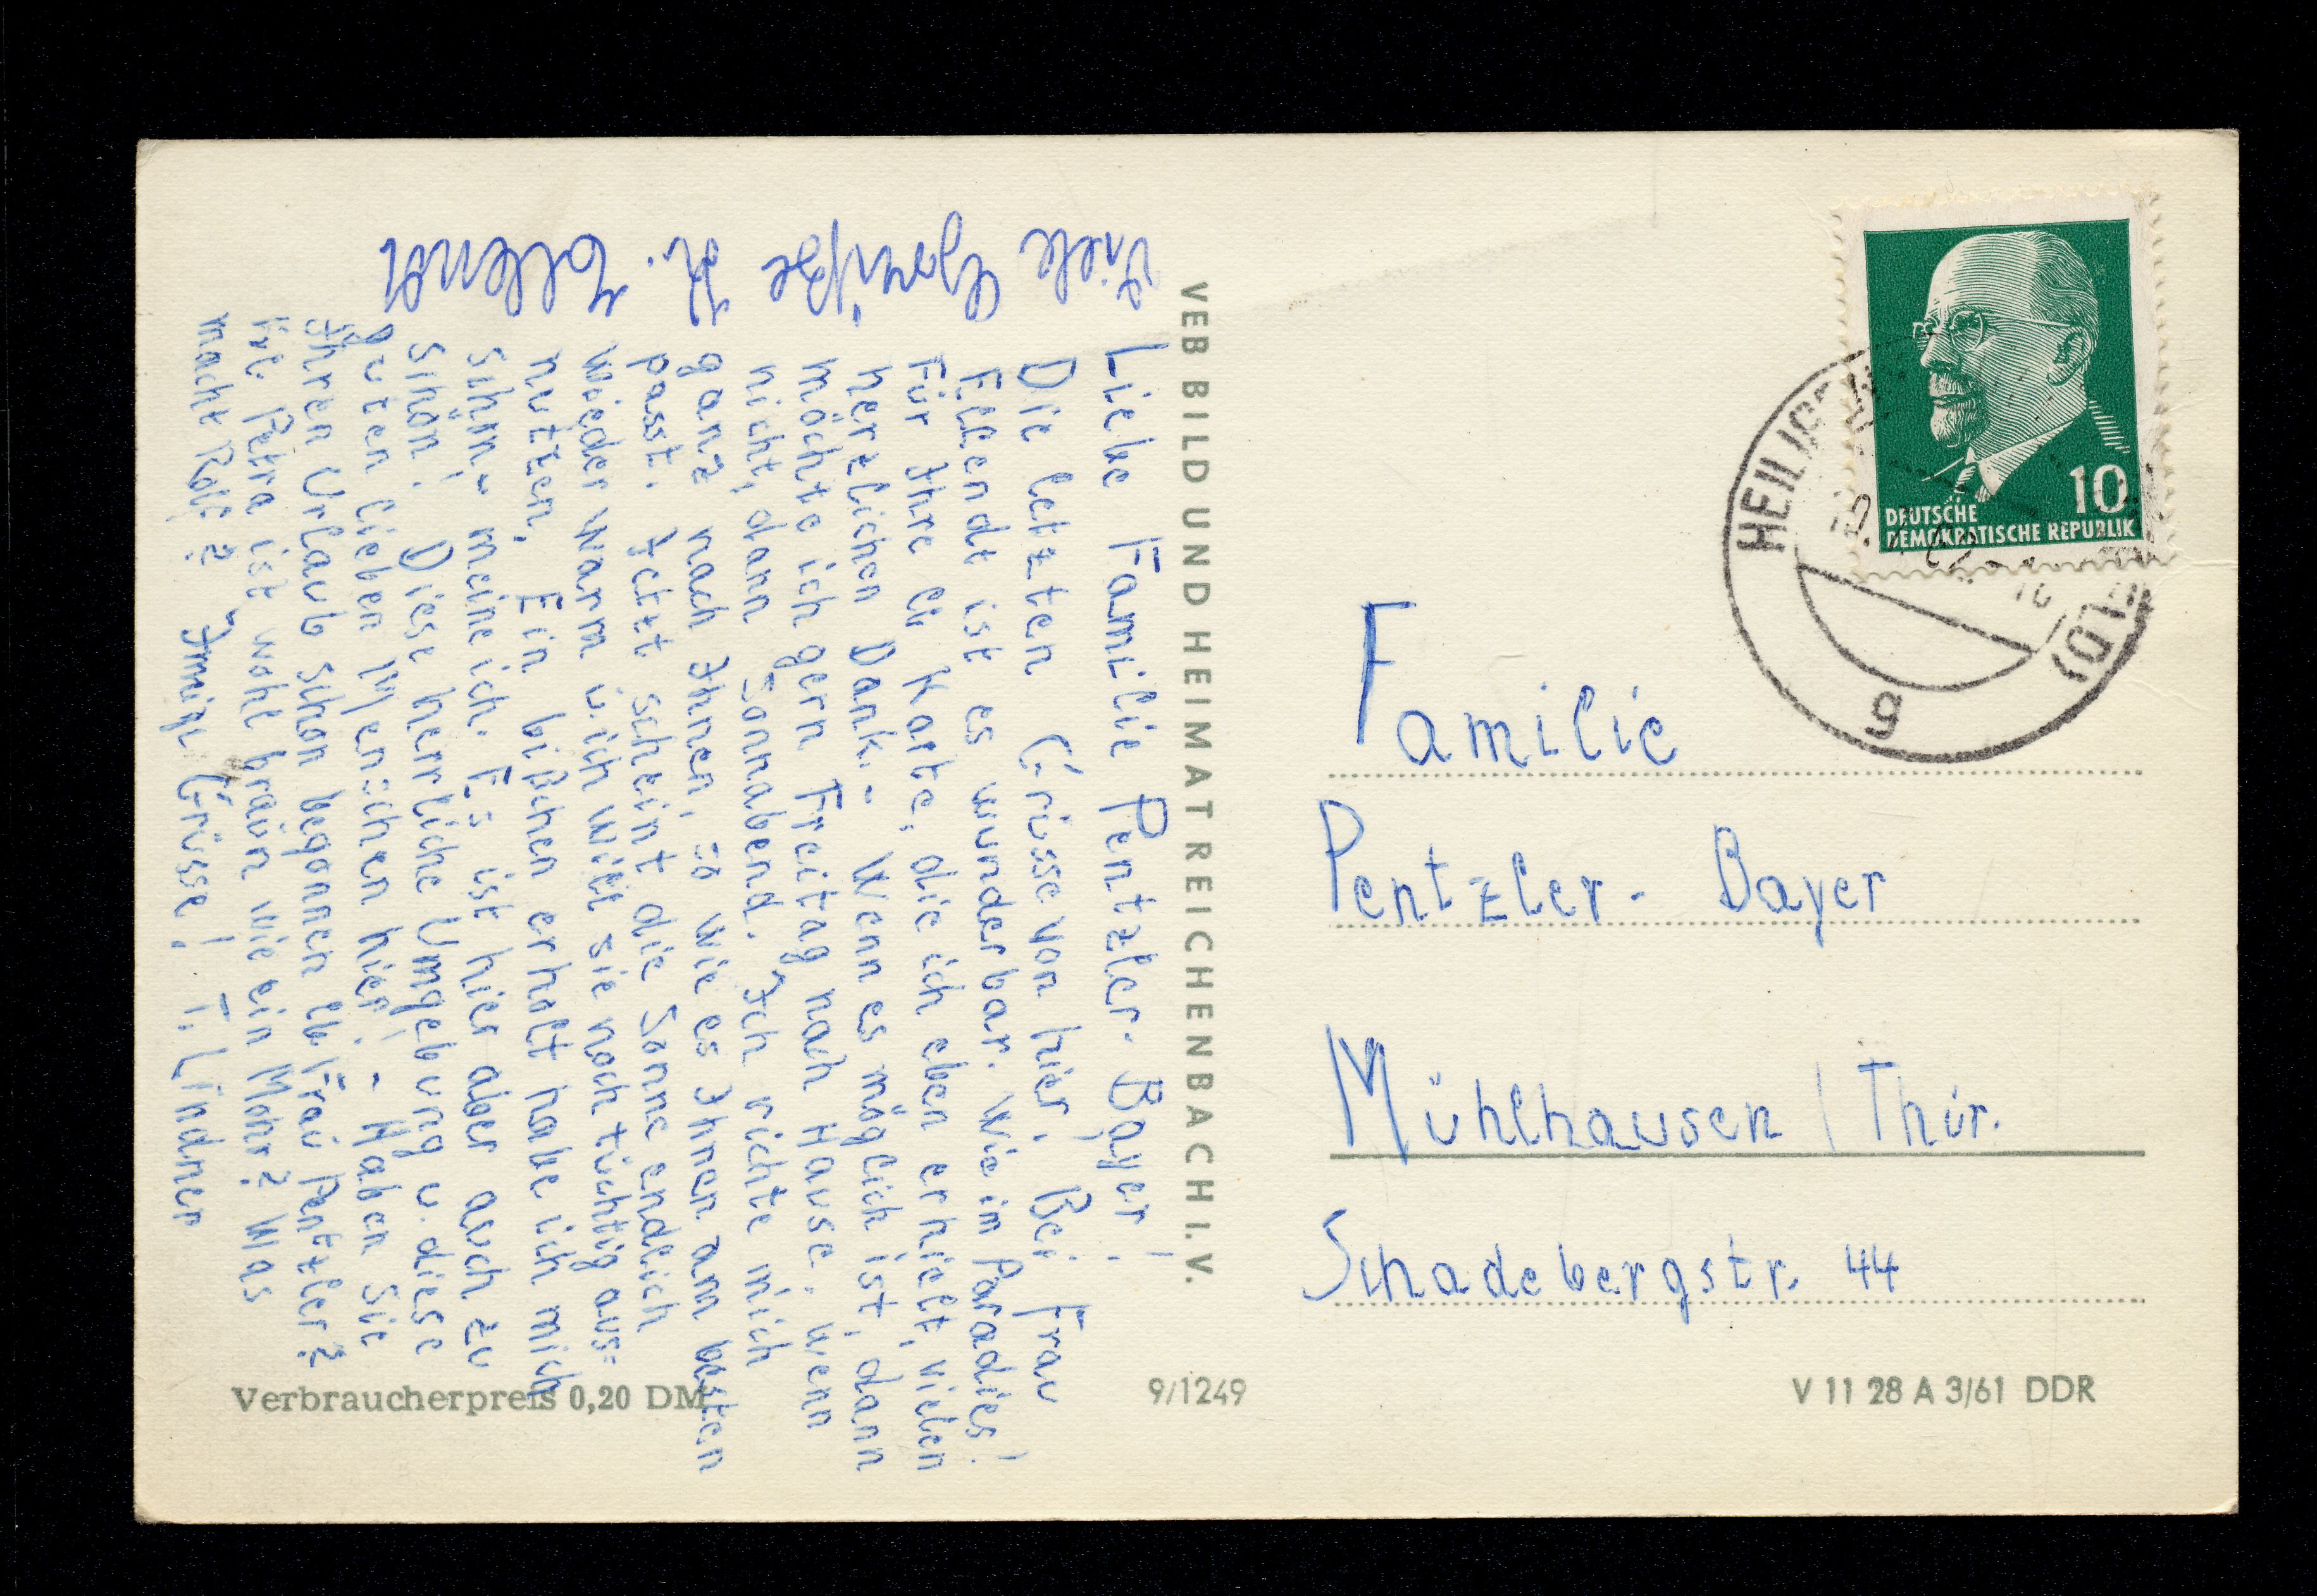 Liebe Familie Pentzler-Bayer!
Die letzten Grüsse von hier! Bei Frau
Ellendt ist es wunderbar. Wie im Paradies!
Für Ihre lb Karte, die ich eben erhielt, vielen
herzlichen Dank. - Wenn es möglich ist, dann
möchte ich gern Freitag nach Hause, wenn
nicht, dann Sonnabend. Ich richte mich
ganz nach Ihnen, so wie es Ihnen am besten
passt. Jetzt scheint die Sonne endlich
wieder warm u. ich will sie noch tüchtig aus=
nutzen. Ein bißchen erholt habe ich mich
schon, meine ich. Es ist hier aber auch zu
schön! Diese herrliche Umgebung u. diese
guten lieben Menschen hier! - Haben Sie
Ihren Urlaub schon begonnen lb. Frau Pentzler?
Frl. Petra ist wohl braun wie ein Mohr? Was
macht Rolf? Innige Grüsse! T. Lindner
Viele Grüße H. Ellendt
VEB BILD UND HEIMAT REICHENBACH I. V.
Verbraucherpreis 0,20 DM
9/1249
10
DEUTSCHE
DEMOKRATISCHE REPUBLIK
HEILIG
g
Familie
Pentzler-Bayer
Mühlhausen / Thür.
Schadebergstr. 44
V 11 28 A 3/61 DDR